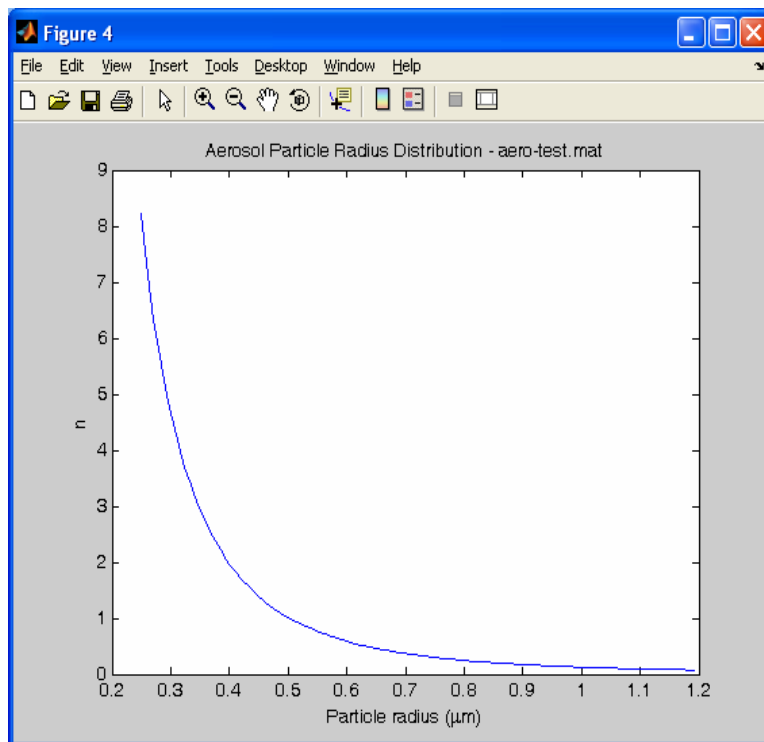 Figure 4
File Edit View Insert Tools Desktop Window Help
Aerosol Particle Radius Distribution - aero-test.mat
9
8
7
6
5
4
3
2
1
0
n
0.2 0.3 0.4 0.5 0.6 0.7 0.8 0.9 1 1.1 1.2
Particle radius (µm)